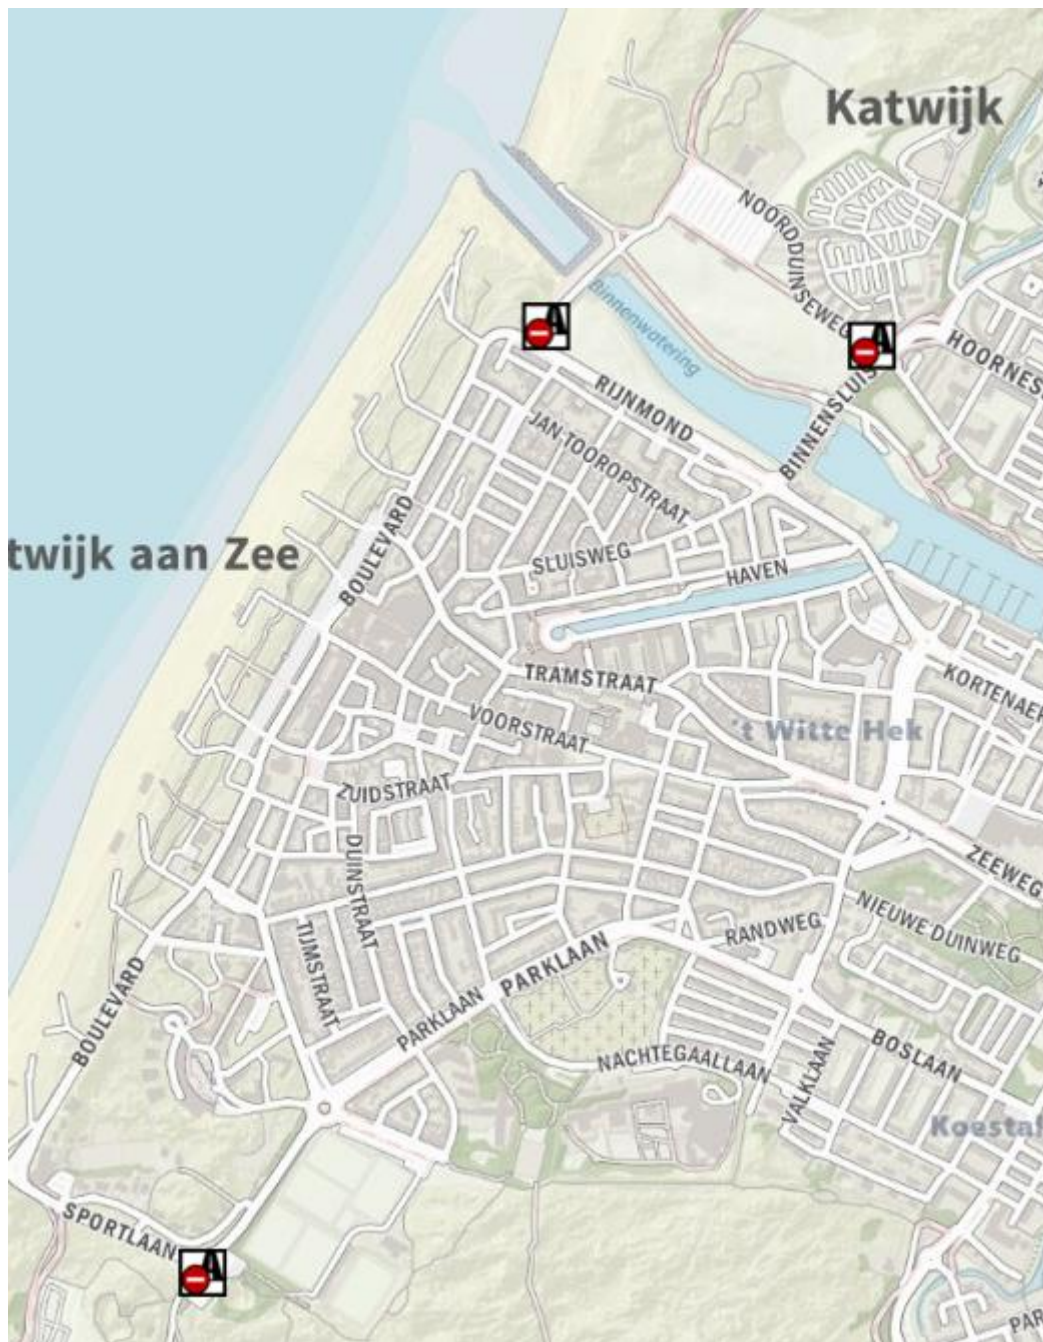 Katwijk
NOORDDUINSEWEG
Binnenwatering
A
A
HOORNES
RIJNMOND
BINNENSLUIS
JAN TOOROPSTRAAT
BOULEVARD
twijk aan Zee
SLUISWEG
HAVEN
TRAMSTRAAT
KORTENAER
VOORSTRAAT
't Witte Hek
ZUIDSTRAAT
DUINSTRAAT
ZEEWEG
NIEUWE DUINWEG
RANDWEG
TIJMSTRAAT
PARKLAAN
PARKLAAN
BOULEVARD
NACHTEGAALLAAN
VALKLAAN
BOSLAAN
Koestal
SPORTLAAN
A
PAR